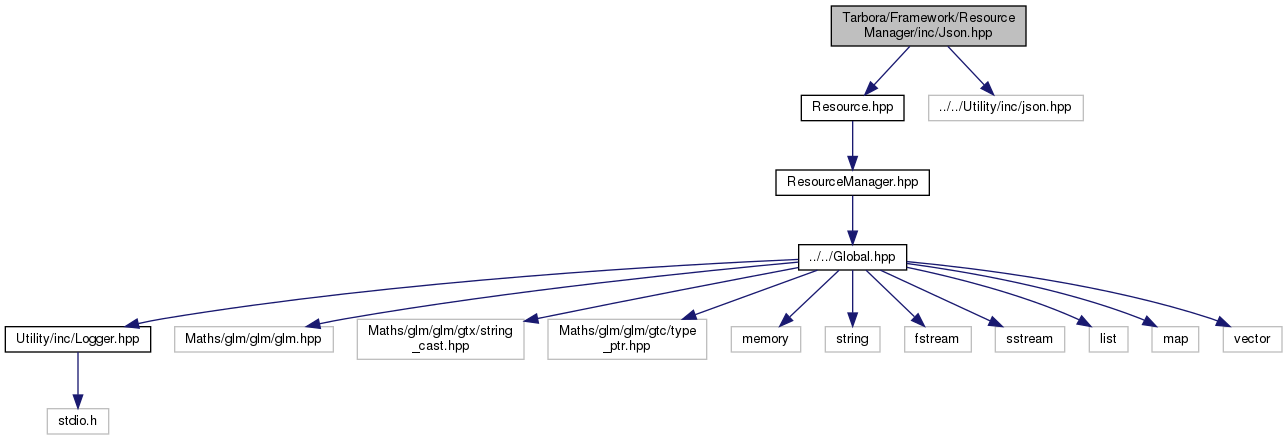 Tarbora/Framework/Resource
Manager/inc/Json.hpp
Resource.hpp
../../Utility/inc/json.hpp
ResourceManager.hpp
../../Global.hpp
Utility/inc/Logger.hpp
Maths/glm/glm/glm.hpp
Maths/glm/glm/gtx/string
_cast.hpp
Maths/glm/glm/gtc/type
_ptr.hpp
memory
string
fstream
sstream
list
map
vector
stdio.h